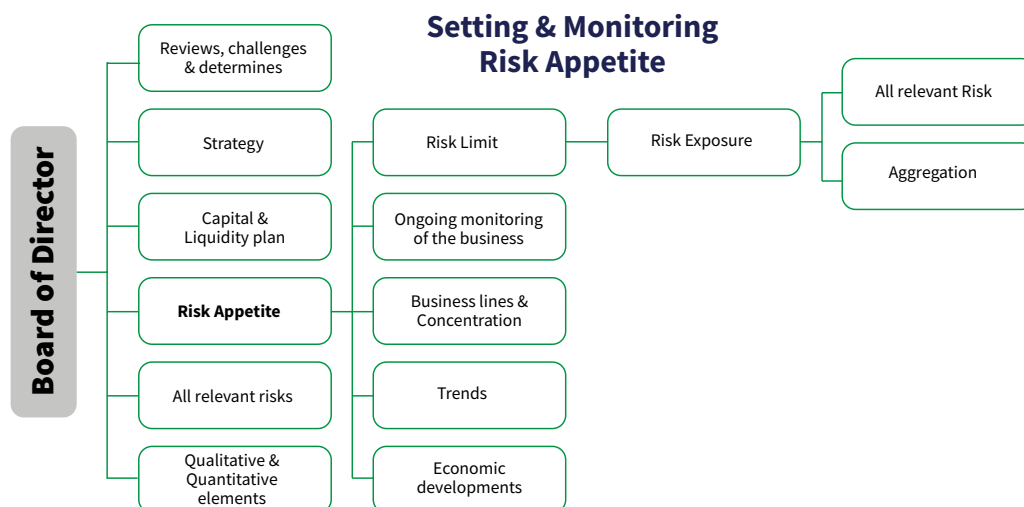 Setting & Monitoring
Risk Appetite
Board of Director
Reviews, challenges
& determines
Strategy
Capital &
Liquidity plan
Risk Appetite
All relevant risks
Qualitative &
Quantitative
elements
Risk Limit
Ongoing monitoring
of the business
Business lines &
Concentration
Trends
Economic
developments
Risk Exposure
All relevant Risk
Aggregation